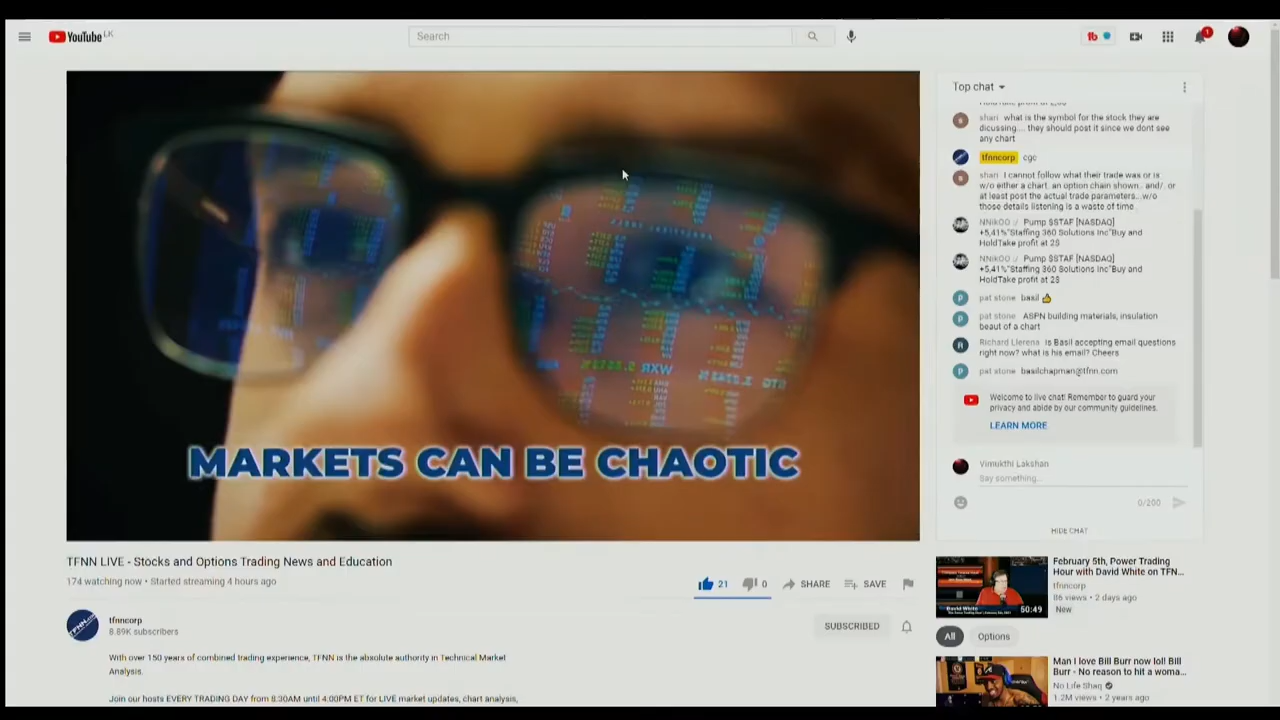 YouTube LK
Search
1
MARKETS CAN BE CHAOTIC
WXR
TFNN LIVE - Stocks and Options Trading News and Education
174 watching now • Started streaming 4 hours ago
21
0
SHARE
SAVE
tfnncorp
8.89K subscribers
SUBSCRIBED
With over 150 years of combined trading experience, TFNN is the absolute authority in Technical Market
Analysis.
Join our hosts EVERY TRADING DAY from 8:30AM until 4:00PM ET for LIVE market updates, chart analysis,
Top chat
shari what is the symbol for the stock they are
dicussing.... they should post it since we dont see
any chart
tfnncorp cgc
shari I cannot follow what their trade was or is
w/o either a chart, an option chain shown.. and/. or
at least post the actual trade parameters...w/o
those details listening is a waste of time
NNikOO Pump $STAF [NASDAQ]
+5,41%"Staffing 360 Solutions Inc"Buy and
HoldTake profit at 2$
NNikOO Pump $STAF [NASDAQ]
+5,41%"Staffing 360 Solutions Inc"Buy and
HoldTake profit at 2$
pat stone basil 👍
pat stone ASPN building materials, insulation
beaut of a chart
Richard Llerena is Basil accepting email questions
right now? what is his email? Cheers
pat stone basilchapman@tfnn.com
Welcome to live chat! Remember to guard your
privacy and abide by our community guidelines.
LEARN MORE
Vimukthi Lakshan
Say something...
0/200
HIDE CHAT
February 5th, Power Trading
Hour with David White on TFN...
tfnncorp
86 views • 2 days ago
New
David White
50:49
All
Options
Man I love Bill Burr now lol! Bill
Burr - No reason to hit a woma...
No Life Shaq
1.2M views • 2 years ago